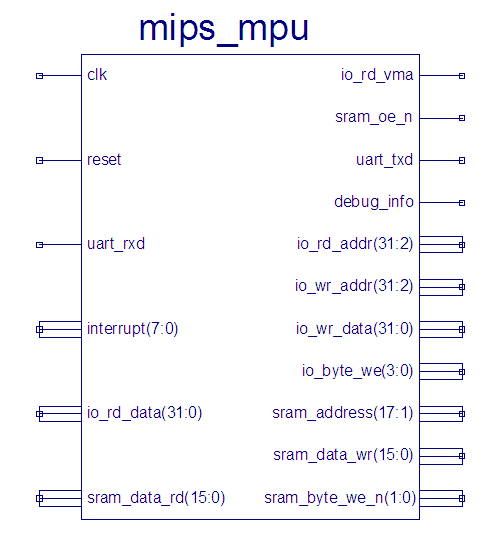 mips_mpu
clk
io_rd_vma
sram_oe_n
reset
uart_txd
debug_info
uart_rxd
io_rd_addr(31:2)
io_wr_addr(31:2)
interrupt(7:0)
io_wr_data(31:0)
io_byte_we(3:0)
io_rd_data(31:0)
sram_address(17:1)
sram_data_wr(15:0)
sram_data_rd(15:0)
sram_byte_we_n(1:0)